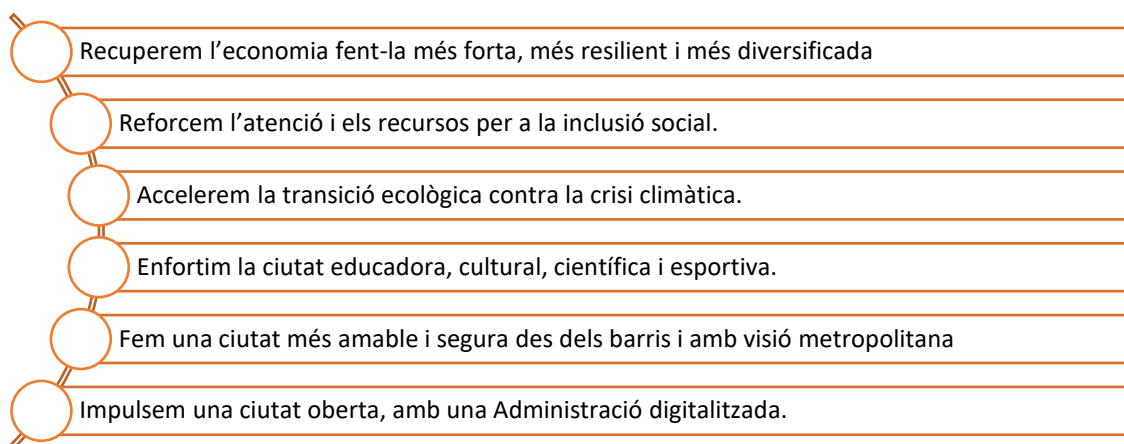 Recuperem l’economia fent-la més forta, més resilient i més diversificada
Reforcem l’atenció i els recursos per a la inclusió social.
Accelerem la transició ecològica contra la crisi climàtica.
Enfortim la ciutat educadora, cultural, científica i esportiva.
Fem una ciutat més amable i segura des dels barris i amb visió metropolitana
Impulsem una ciutat oberta, amb una Administració digitalitzada.